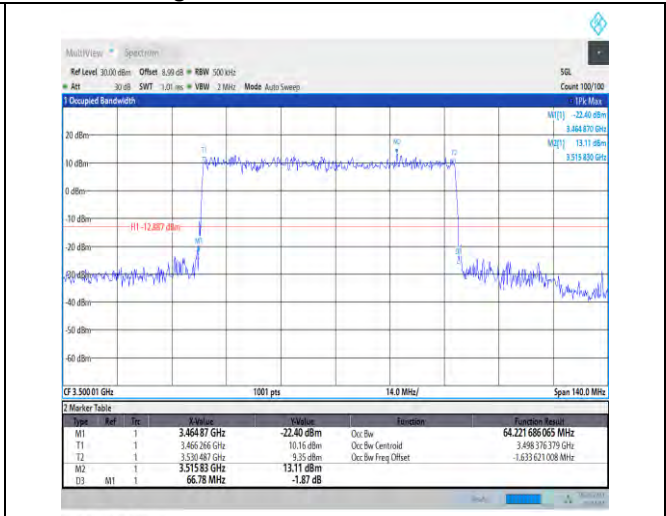 MultiView Spectrum
Ref Level 30.00 dBm Offset 8.99 dB RBW 500 kHz SGL
Att 30 dB SWT 1.01 ms VBW 2 MHz Mode Auto Sweep Count 100/100
1 Occupied Bandwidth 1Pk Max
M1[1] -22.40 dBm
3.464 870 GHz
M2[1] 13.11 dBm
3.515 830 GHz
20 dBm
M2
T1 T2
10 dBm
0 dBm
-10 dBm
H1 -12.887 dBm
-20 dBm
M1
D3
-30 dBm
-40 dBm
-50 dBm
-60 dBm
CF 3.500 01 GHz 1001 pts 14.0 MHz/ Span 140.0 MHz
2 Marker Table
Type Ref Trc X-Value Y-Value Function Function Result
M1 1 3.464 87 GHz -22.40 dBm Occ Bw 64.221 686 065 MHz
T1 1 3.466 266 GHz 10.16 dBm Occ Bw Centroid 3.498 376 379 GHz
T2 1 3.530 487 GHz 9.35 dBm Occ Bw Freq Offset -1.633 621 008 MHz
M2 1 3.515 83 GHz 13.11 dBm
D3 M1 1 66.78 MHz -1.87 dB